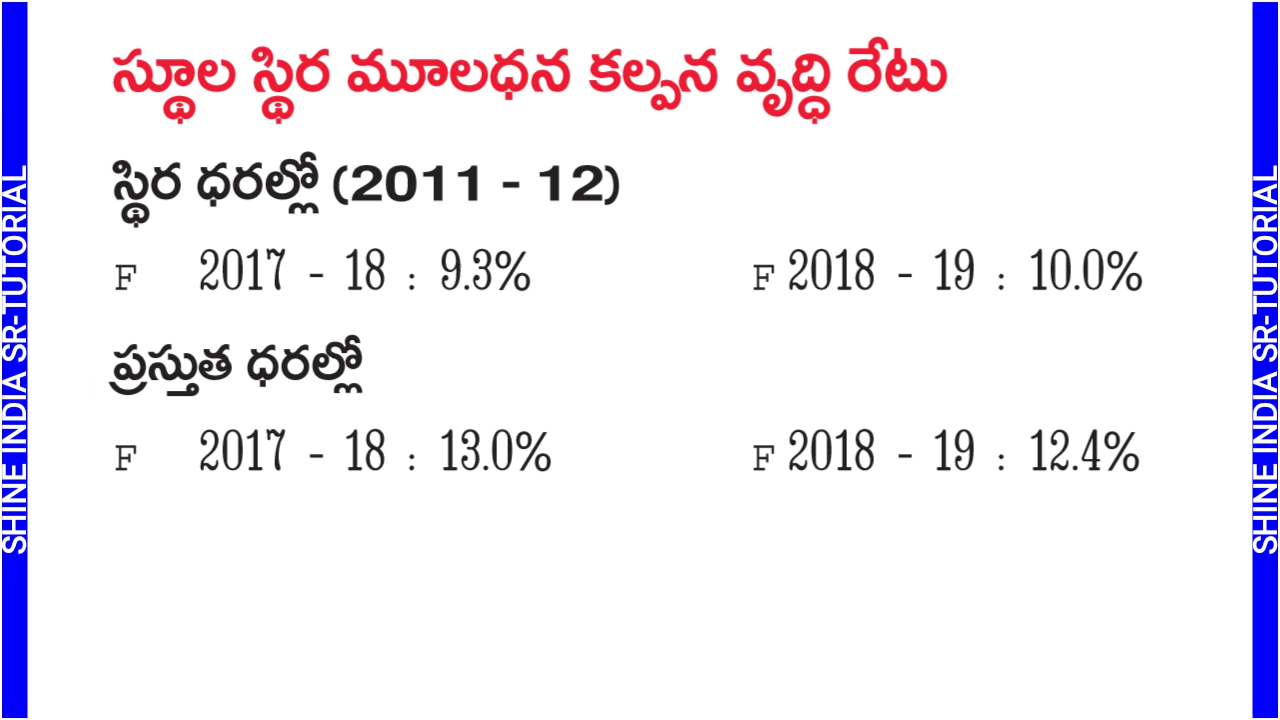 స్థూల స్థిర మూలధన కల్పన వృద్ధి రేటు
స్థిర ధరల్లో (2011 - 12)
F 2017 - 18 : 9.3% F 2018 - 19 : 10.0%
ప్రస్తుత ధరల్లో
F 2017 - 18 : 13.0% F 2018 - 19 : 12.4%
SHINE INDIA SR-TUTORIAL
SHINE INDIA SR-TUTORIAL